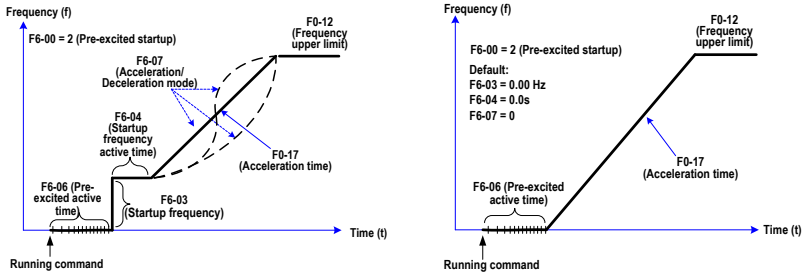 Frequency (f)
F6-00 = 2 (Pre-excited startup)
F0-12
(Frequency
upper limit)
F6-07
(Acceleration/
Deceleration mode)
F6-04
(Startup
frequency
active time)
F0-17
(Acceleration time)
F6-06 (Pre-
excited active
time)
F6-03
(Startup frequency)
Time (t)
Running command
Frequency (f)
F0-12
(Frequency
upper limit)
F6-00 = 2 (Pre-excited startup)
Default:
F6-03 = 0.00 Hz
F6-04 = 0.0s
F6-07 = 0
F0-17
(Acceleration time)
F6-06 (Pre-excited
active time)
Time (t)
Running command